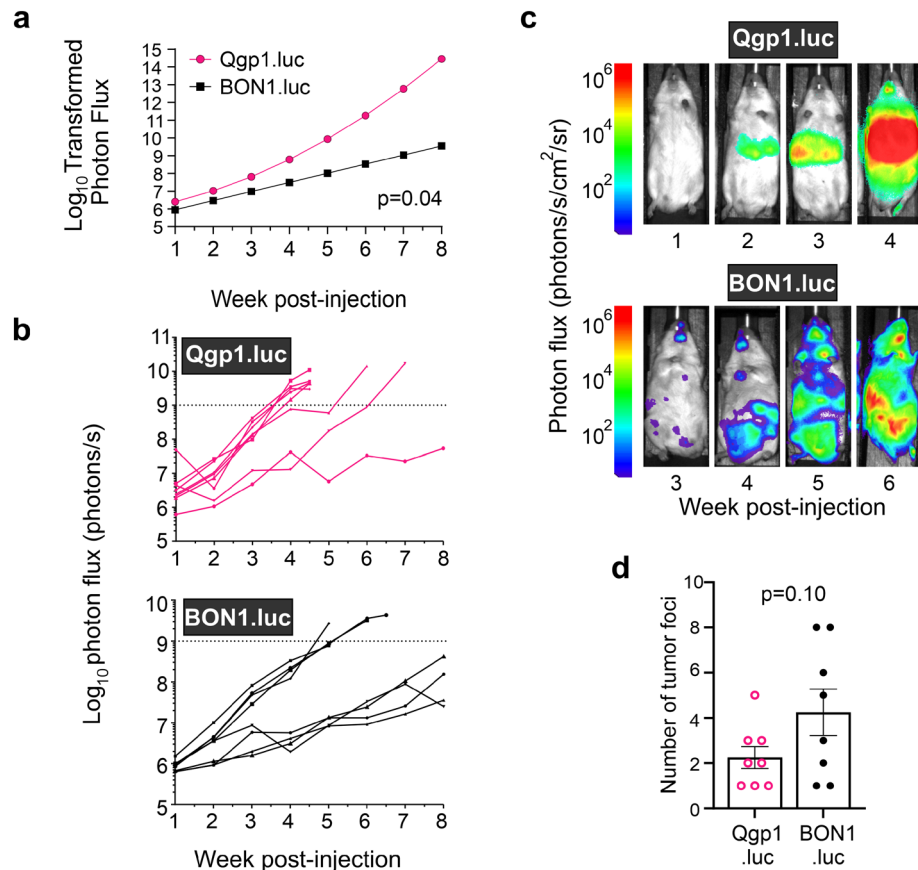 a
Log10 Transformed
Photon Flux
15
14
13
12
11
10
9
8
7
6
5
Qgp1.luc
BON1.luc
p=0.04
1 2 3 4 5 6 7 8
Week post-injection
b
Log10 photon flux (photons/s)
Qgp1.luc
11
10
9
8
7
6
5
1 2 3 4 5 6 7 8
BON1.luc
10
9
8
7
6
5
1 2 3 4 5 6 7 8
Week post-injection
c
Photon flux (photons/s/cm²/sr)
Qgp1.luc
10⁶
10⁴
10²
1 2 3 4
BON1.luc
10⁶
10⁴
10²
3 4 5 6
Week post-injection
d
Number of tumor foci
10
8
6
4
2
0
p=0.10
Qgp1
.luc
BON1
.luc